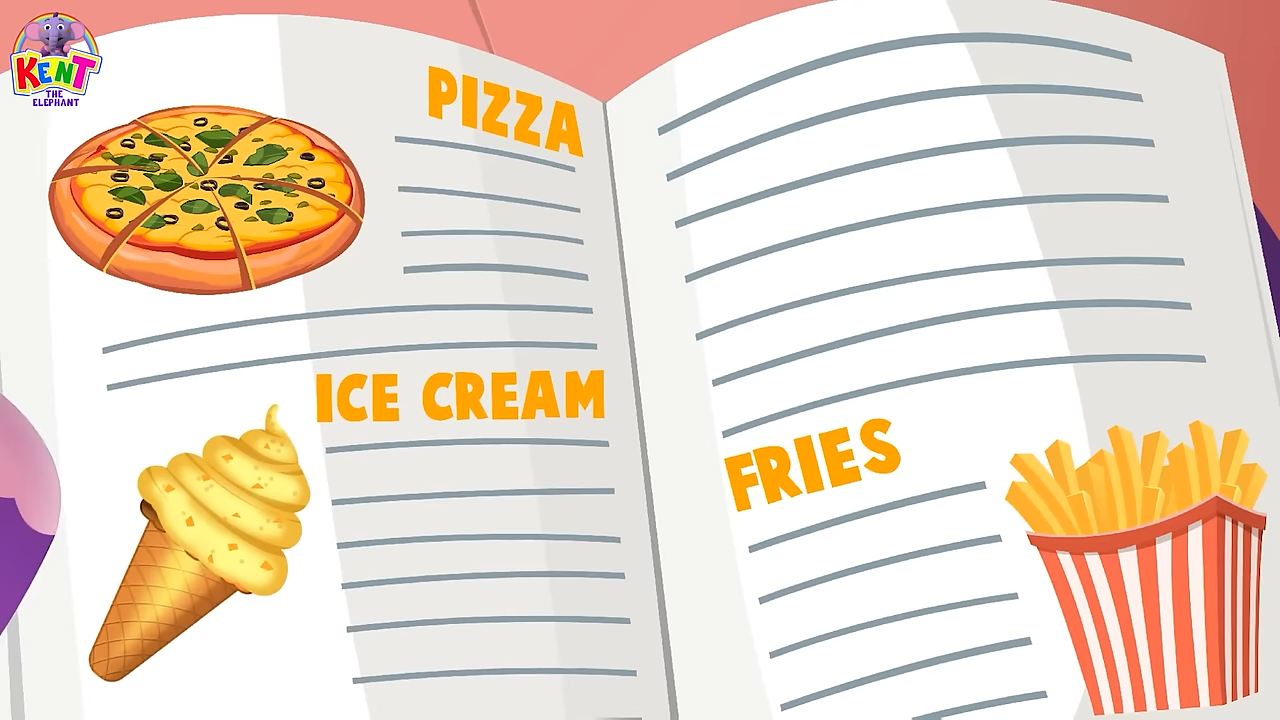 KENT
THE
ELEPHANT
PIZZA
ICE CREAM
FRIES